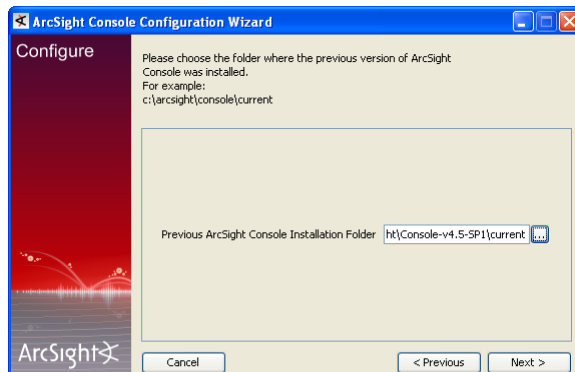 ArcSight Console Configuration Wizard
Configure
Please choose the folder where the previous version of ArcSight
Console was installed.
For example:
c:\arcsight\console\current
Previous ArcSight Console Installation Folder ht\Console-v4.5-SP1\current ...
ArcSight
Cancel < Previous Next >